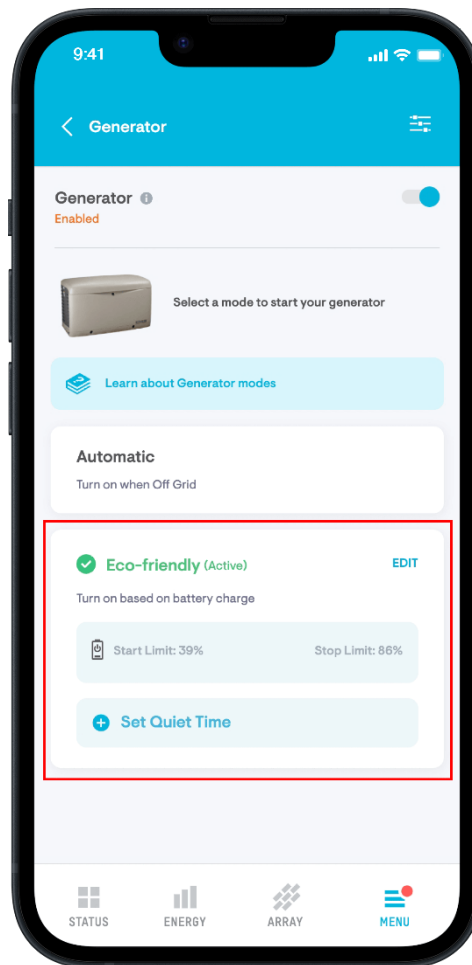 9:41
Generator
Generator
Enabled
Select a mode to start your generator
Learn about Generator modes
Automatic
Turn on when Off Grid
Eco-friendly (Active) EDIT
Turn on based on battery charge
Start Limit: 39% Stop Limit: 86%
Set Quiet Time
STATUS ENERGY ARRAY MENU